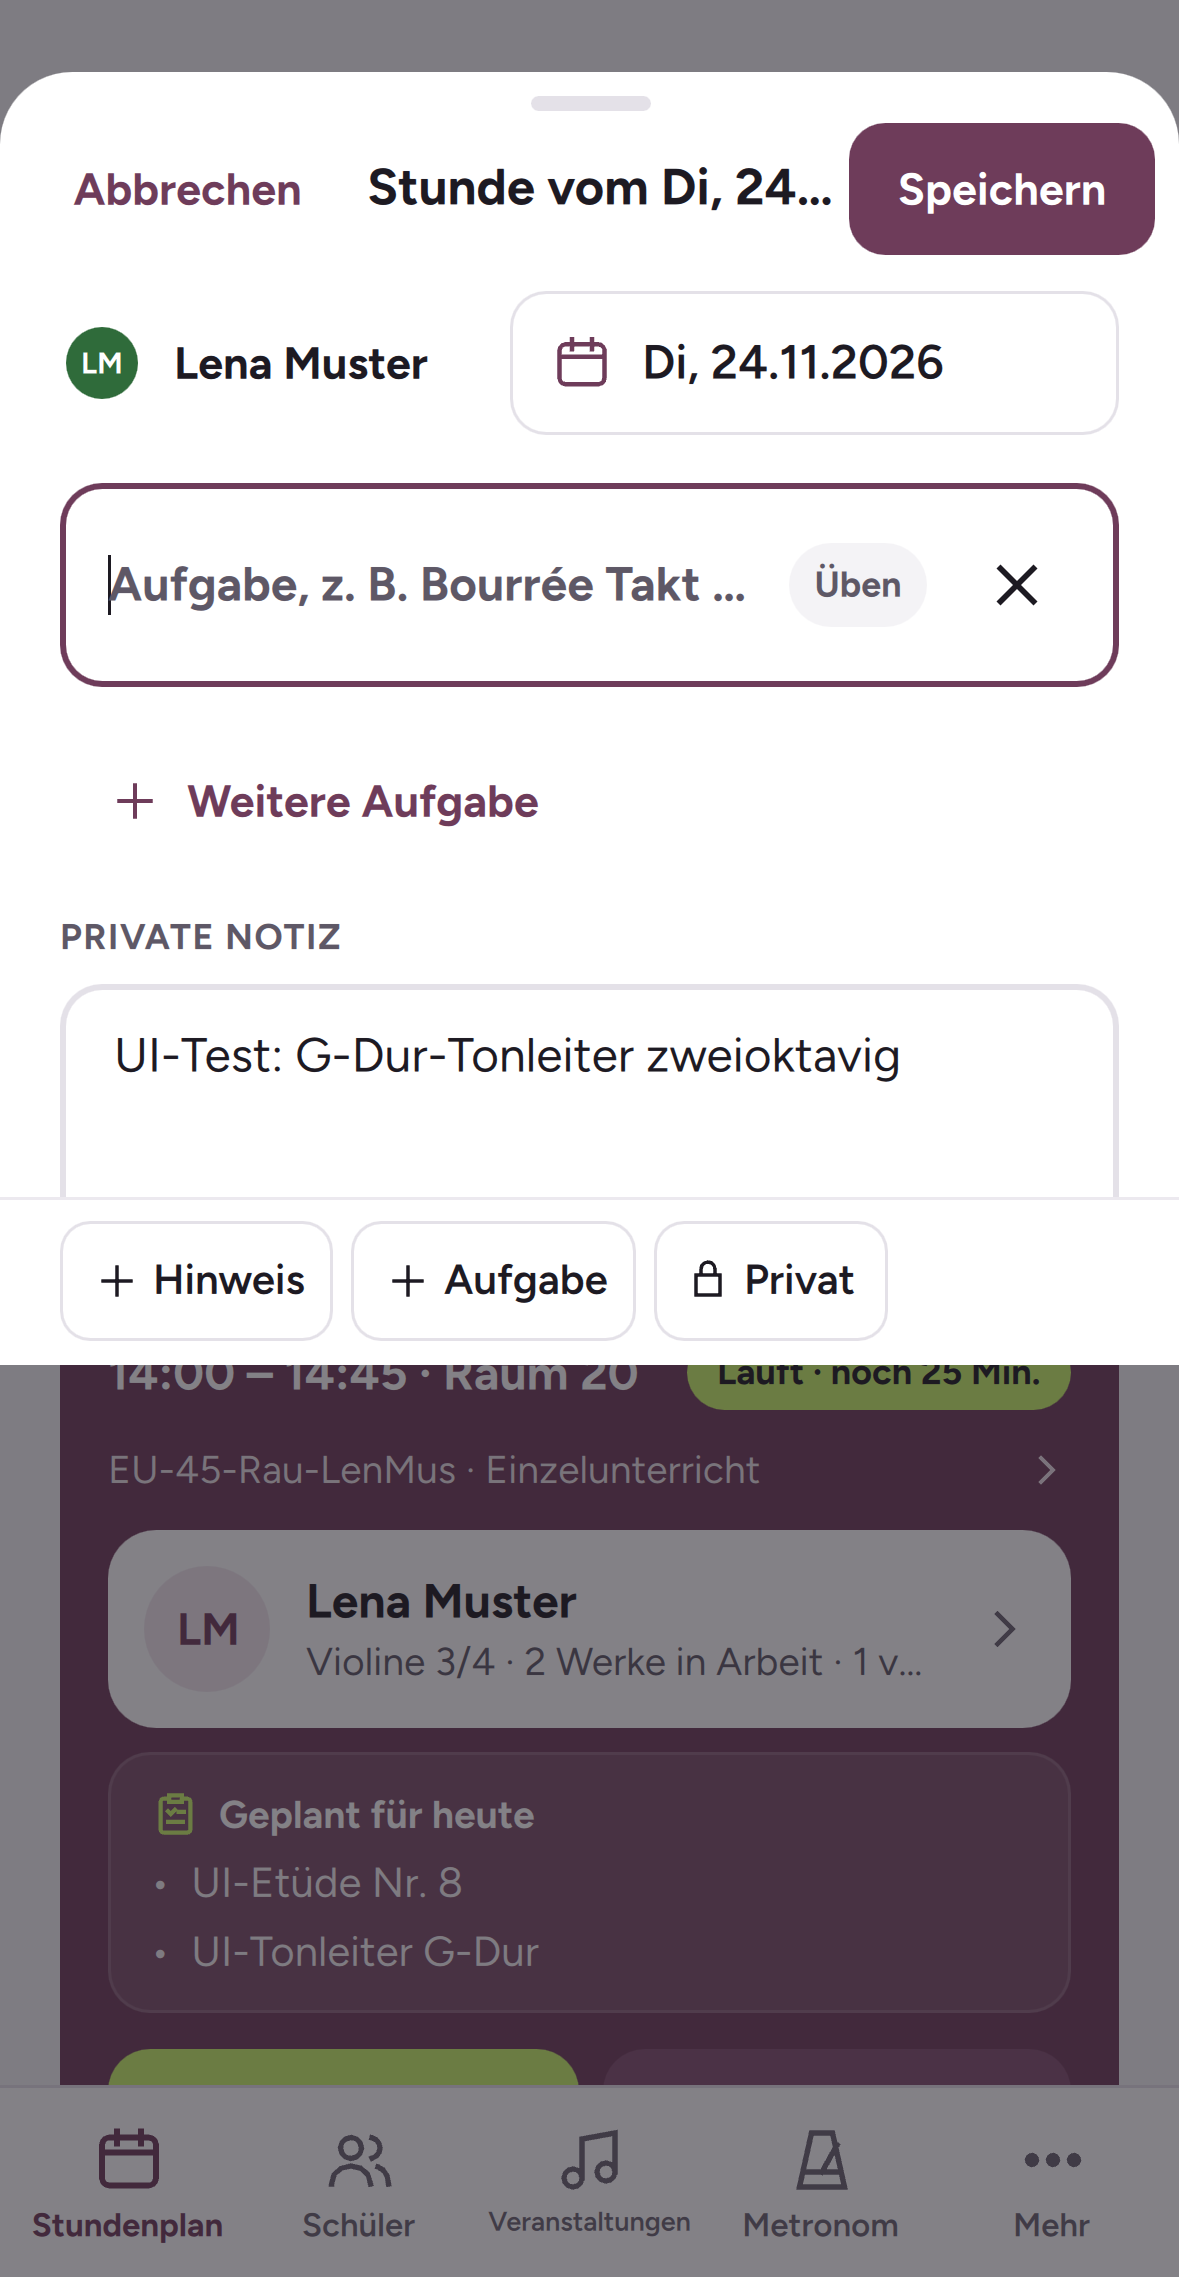 Abbrechen
Stunde vom Di, 24...
Speichern
LM
Lena Muster
Di, 24.11.2026
Aufgabe, z. B. Bourrée Takt ...
Üben
Weitere Aufgabe
PRIVATE NOTIZ
UI-Test: G-Dur-Tonleiter zweioktavig
Hinweis
Aufgabe
Privat
14:00 – 14:45 · Raum 20
Läuft · noch 25 Min.
EU-45-Rau-LenMus · Einzelunterricht
LM
Lena Muster
Violine 3/4 · 2 Werke in Arbeit · 1 v...
Geplant für heute
• UI-Etüde Nr. 8
• UI-Tonleiter G-Dur
Stundenplan
Schüler
Veranstaltungen
Metronom
Mehr